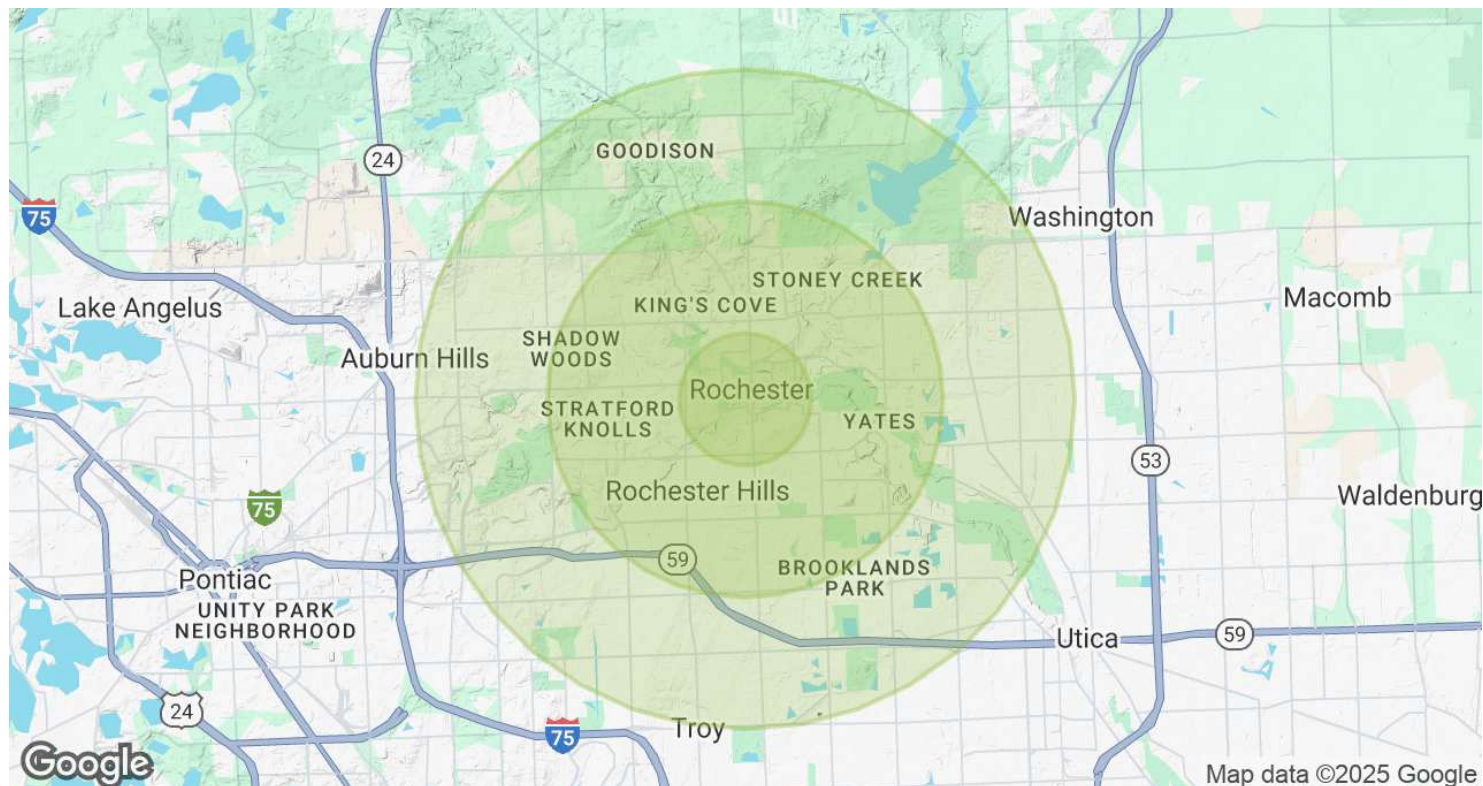 24
GOODISON
75
Washington
STONEY CREEK
Macomb
KING'S COVE
Lake Angelus
SHADOW
WOODS
Auburn Hills
Rochester
STRATFORD
KNOLLS
YATES
53
Rochester Hills
Waldenburg
75
59
BROOKLANDS
PARK
Pontiac
UNITY PARK
NEIGHBORHOOD
Utica
59
24
75
Troy
Google
Map data ©2025 Google